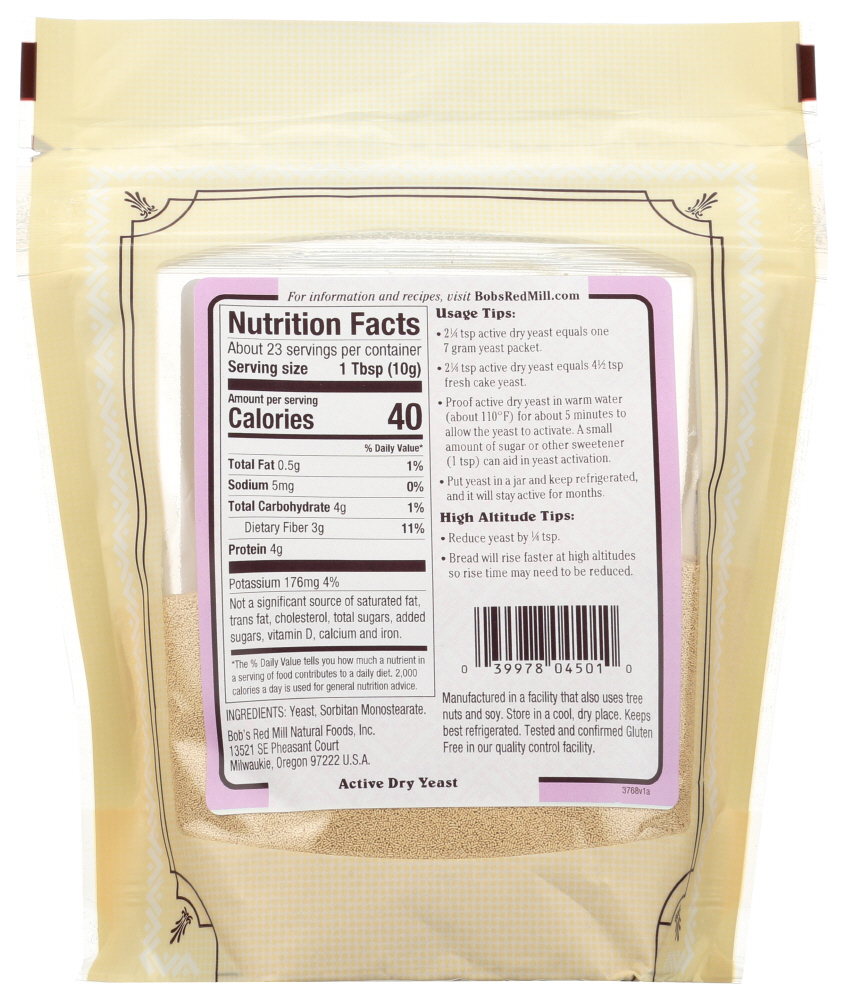 For information and recipes, visit BobsRedMill.com
Nutrition Facts
About 23 servings per container
Serving size 1 Tbsp (10g)
Amount per serving
Calories 40
% Daily Value*
Total Fat 0.5g 1%
Sodium 5mg 0%
Total Carbohydrate 4g 1%
Dietary Fiber 3g 11%
Protein 4g
Potassium 176mg 4%
Not a significant source of saturated fat,
trans fat, cholesterol, total sugars, added
sugars, vitamin D, calcium and iron.
*The % Daily Value tells you how much a nutrient in
a serving of food contributes to a daily diet. 2,000
calories a day is used for general nutrition advice.
INGREDIENTS: Yeast, Sorbitan Monostearate.
Bob's Red Mill Natural Foods, Inc.
13521 SE Pheasant Court
Milwaukie, Oregon 97222 U.S.A.
Usage Tips:
• 2¼ tsp active dry yeast equals one
7 gram yeast packet.
• 2¼ tsp active dry yeast equals 4½ tsp
fresh cake yeast.
• Proof active dry yeast in warm water
(about 110°F) for about 5 minutes to
allow the yeast to activate. A small
amount of sugar or other sweetener
(1 tsp) can aid in yeast activation.
• Put yeast in a jar and keep refrigerated,
and it will stay active for months.
High Altitude Tips:
• Reduce yeast by ¼ tsp.
• Bread will rise faster at high altitudes
so rise time may need to be reduced.
0 39978 04501 0
Manufactured in a facility that also uses tree
nuts and soy. Store in a cool, dry place. Keeps
best refrigerated. Tested and confirmed Gluten
Free in our quality control facility.
Active Dry Yeast
3768v1a